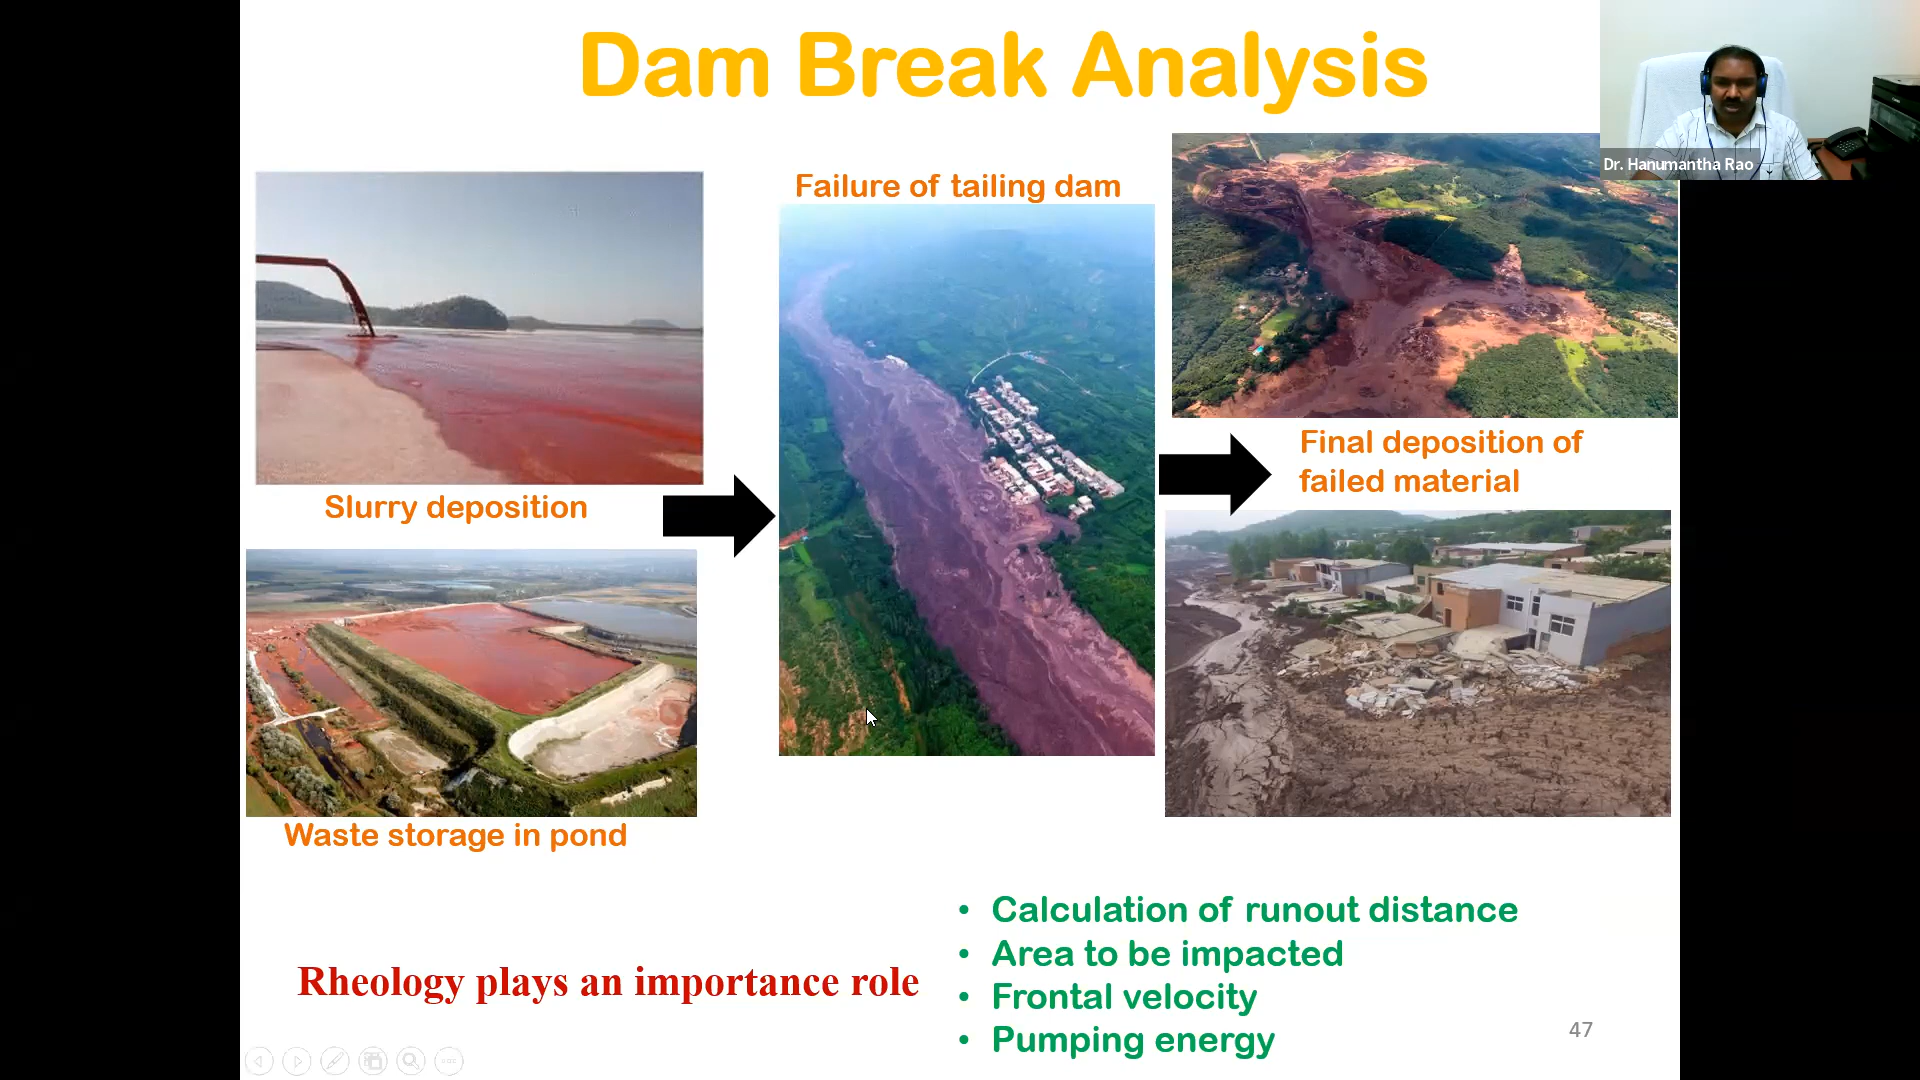 Dam Break Analysis
Dr. Hanumantha Rao
Failure of tailing dam
Slurry deposition
Final deposition of
failed material
Waste storage in pond
Rheology plays an importance role
• Calculation of runout distance
• Area to be impacted
• Frontal velocity
• Pumping energy
47